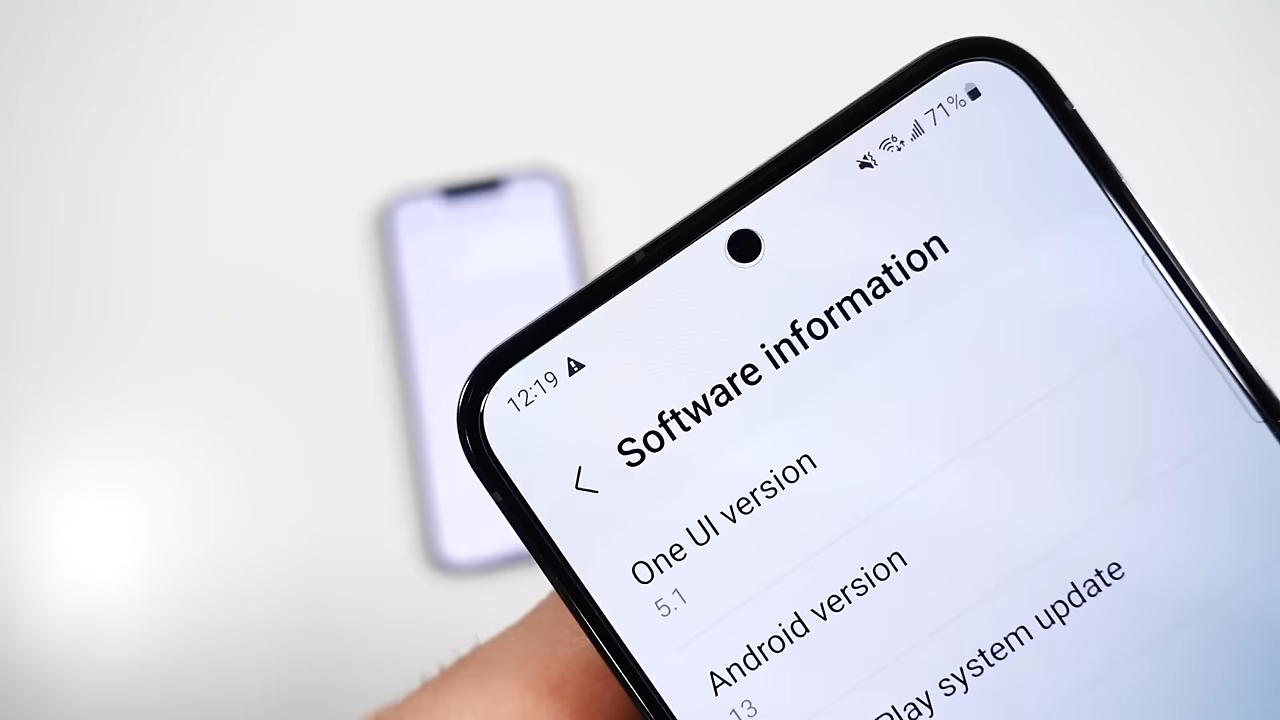 12:19 71%
Software information
One UI version
5.1
Android version
13
Play system update